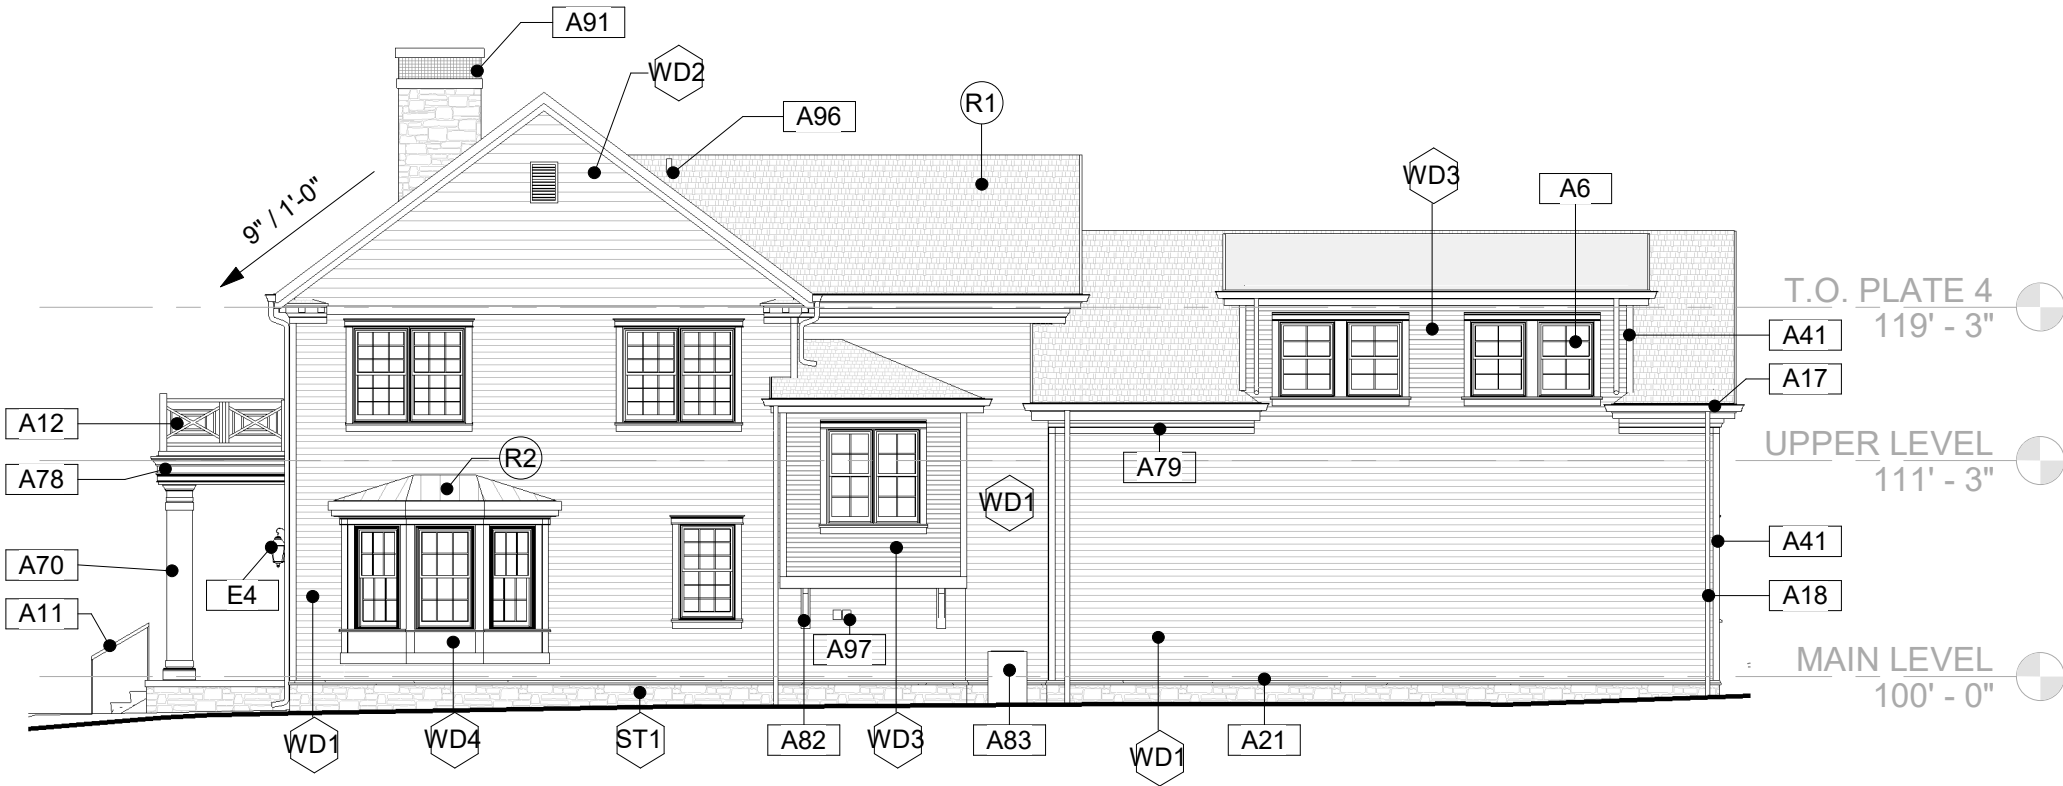 A91
WD2
A96
R1
WD3
A6
9" / 1'-0"
T.O. PLATE 4
119' - 3"
A41
A17
A12
A78
R2
A79
UPPER LEVEL
111' - 3"
WD1
A41
A70
E4
A18
A11
A97
MAIN LEVEL
100' - 0"
WD1
WD4
ST1
A82
WD3
A83
WD1
A21